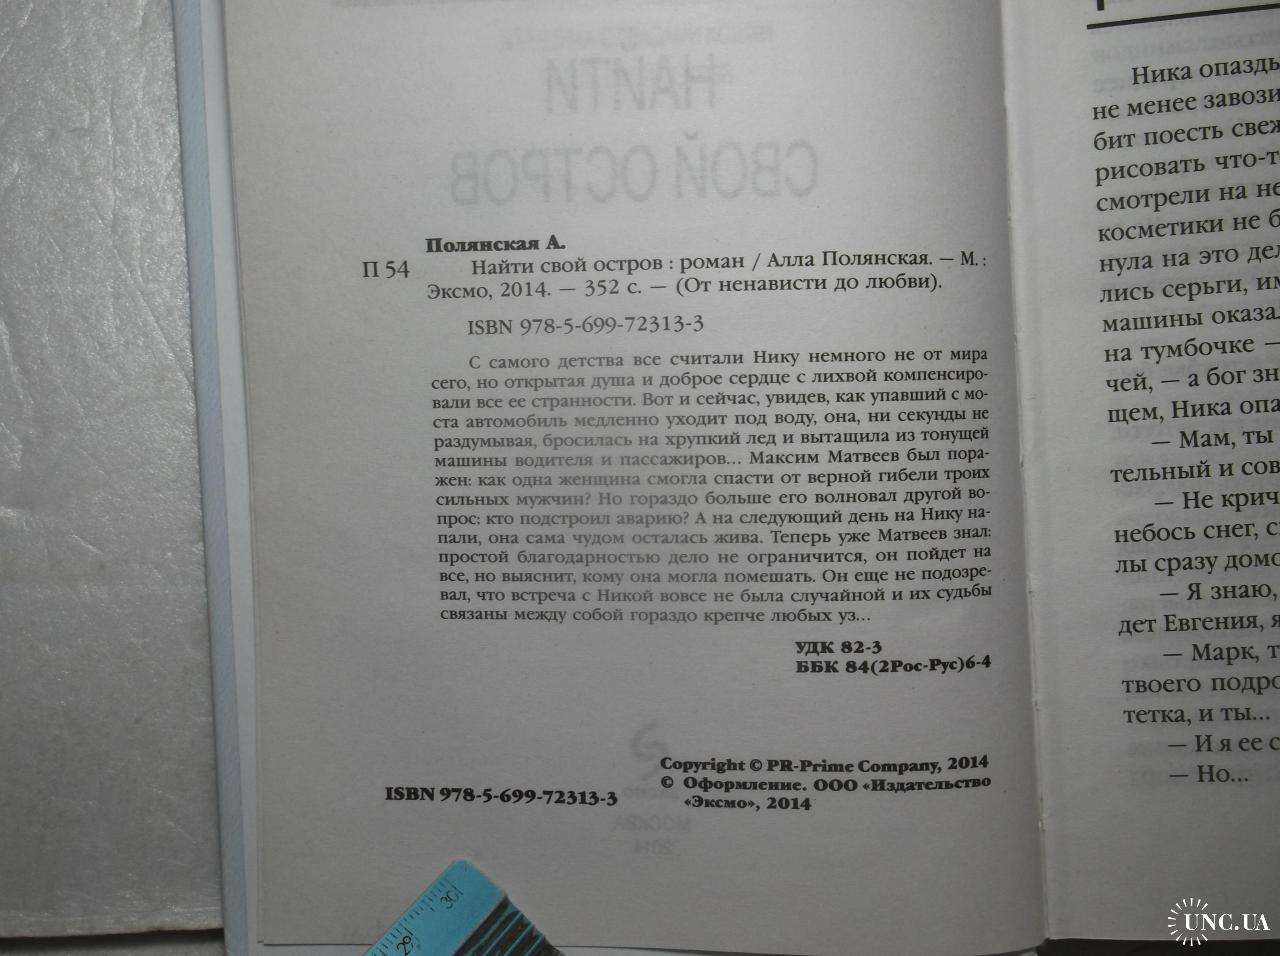 НАЙТИ
СВОЙ ОСТРОВ
Полянская А.
П 54
Найти свой остров : роман / Алла Полянская. — М. :
Эксмо, 2014. — 352 с. — (От ненависти до любви).
ISBN 978-5-699-72313-3
С самого детства все считали Нику немного не от мира
сего, но открытая душа и доброе сердце с лихвой компенсиро-
вали все ее странности. Вот и сейчас, увидев, как упавший с мо-
ста автомобиль медленно уходит под воду, она, ни секунды не
раздумывая, бросилась на хрупкий лед и вытащила из тонущей
машины водителя и пассажиров... Максим Матвеев был пора-
жен: как одна женщина смогла спасти от верной гибели троих
сильных мужчин? Но гораздо больше его волновал другой во-
прос: кто подстроил аварию? А на следующий день на Нику на-
пали, она сама чудом осталась жива. Теперь уже Матвеев знал:
простой благодарностью дело не ограничится, он пойдет на
все, но выяснит, кому она могла помешать. Он еще не подозре-
вал, что встреча с Никой вовсе не была случайной и их судьбы
связаны между собой гораздо крепче любых уз...
УДК 82-3
ББК 84(2Рос-Рус)6-4
Copyright © PR-Prime Company, 2014
© Оформление. ООО «Издательство
«Эксмо», 2014
ISBN 978-5-699-72313-3
МОСКВА
2014
29 30
Ника опазды
не менее завози
бит поесть свеж
рисовать что-т
смотрели на не
косметики не б
нула на это дел
лись серьги, им
машины оказал
на тумбочке —
чей, — а бог зн
щем, Ника опа
— Мам, ты
тельный и сов
— Не крич
небось снег, с
лы сразу домо
— Я знаю,
дет Евгения, я
— Марк, т
твоего подро
тетка, и ты...
— И я ее с
— Но...
UNC.UA